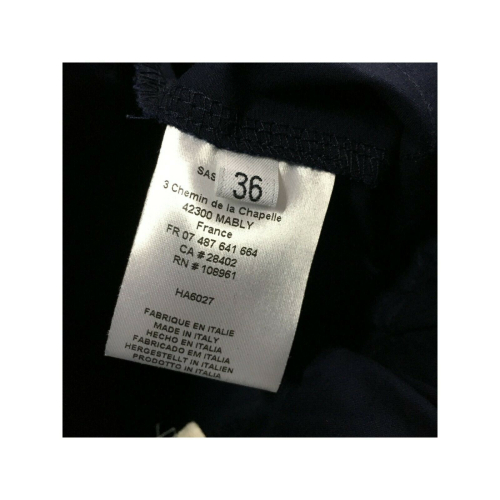 36
SAS
3 Chemin de la Chapelle
42300 MABLY
France
FR 07 487 641 664
CA # 28402
RN # 108961
HA6027
FABRIQUE EN ITALIE
MADE IN ITALY
HECHO EN ITALIA
FABRICADO EM ITALIA
HERGESTELLT IN ITALIEN
PRODOTTO IN ITALIA